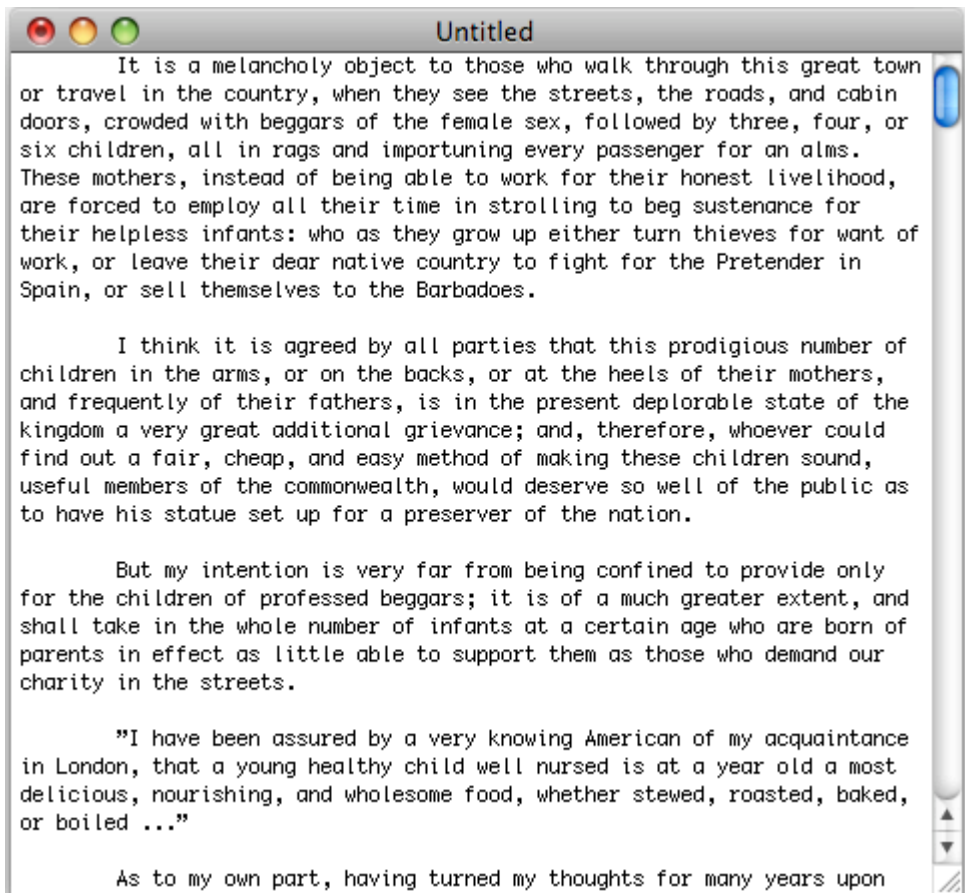 Untitled
It is a melancholy object to those who walk through this great town
or travel in the country, when they see the streets, the roads, and cabin
doors, crowded with beggars of the female sex, followed by three, four, or
six children, all in rags and importuning every passenger for an alms.
These mothers, instead of being able to work for their honest livelihood,
are forced to employ all their time in strolling to beg sustenance for
their helpless infants: who as they grow up either turn thieves for want of
work, or leave their dear native country to fight for the Pretender in
Spain, or sell themselves to the Barbadoes.
I think it is agreed by all parties that this prodigious number of
children in the arms, or on the backs, or at the heels of their mothers,
and frequently of their fathers, is in the present deplorable state of the
kingdom a very great additional grievance; and, therefore, whoever could
find out a fair, cheap, and easy method of making these children sound,
useful members of the commonwealth, would deserve so well of the public as
to have his statue set up for a preserver of the nation.
But my intention is very far from being confined to provide only
for the children of professed beggars; it is of a much greater extent, and
shall take in the whole number of infants at a certain age who are born of
parents in effect as little able to support them as those who demand our
charity in the streets.
”I have been assured by a very knowing American of my acquaintance
in London, that a young healthy child well nursed is at a year old a most
delicious, nourishing, and wholesome food, whether stewed, roasted, baked,
or boiled ...”
As to my own part, having turned my thoughts for many years upon